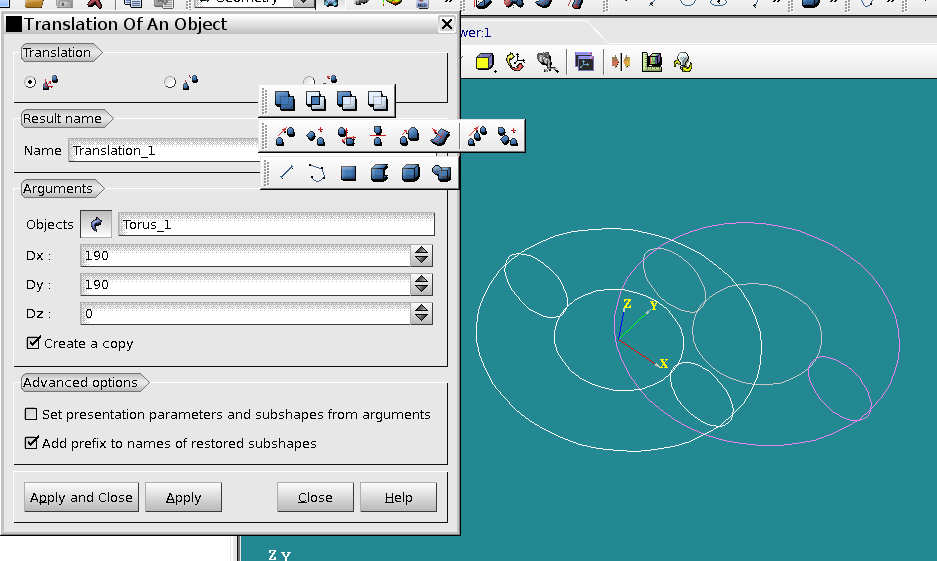 Geometry
Translation Of An Object
wer:1
Translation
Result name
Name Translation_1
Arguments
Objects Torus_1
Dx : 190
Dy : 190
Dz : 0
Create a copy
Advanced options
Set presentation parameters and subshapes from arguments
Add prefix to names of restored subshapes
Apply and Close Apply Close Help
Z Y
X
Z Y